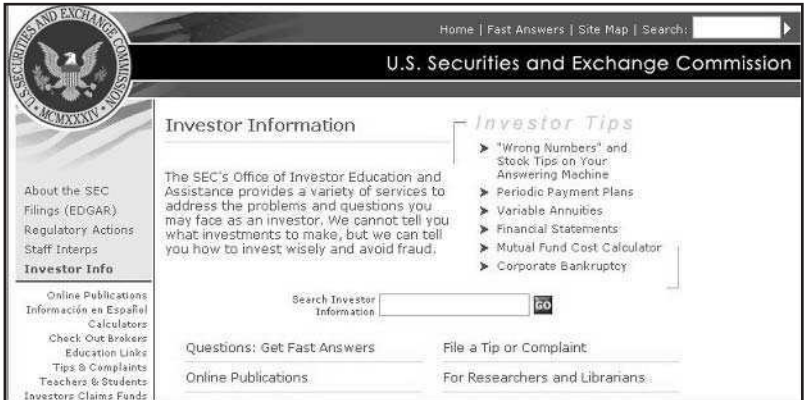 U.S. SECURITIES AND EXCHANGE COMMISSION
MCMXXXIV
Home | Fast Answers | Site Map | Search:
U.S. Securities and Exchange Commission
About the SEC
Filings (EDGAR)
Regulatory Actions
Staff Interps
Investor Info
Online Publications
Información en Español
Calculators
Check Out Brokers
Education Links
Tips & Complaints
Teachers & Students
Investors Claims Funds
Investor Information
The SEC's Office of Investor Education and
Assistance provides a variety of services to
address the problems and questions you
may face as an investor. We cannot tell you
what investments to make, but we can tell
you how to invest wisely and avoid fraud.
Investor Tips
"Wrong Numbers" and
Stock Tips on Your
Answering Machine
Periodic Payment Plans
Variable Annuities
Financial Statements
Mutual Fund Cost Calculator
Corporate Bankruptcy
Search Investor
Information
GO
Questions: Get Fast Answers
File a Tip or Complaint
Online Publications
For Researchers and Librarians